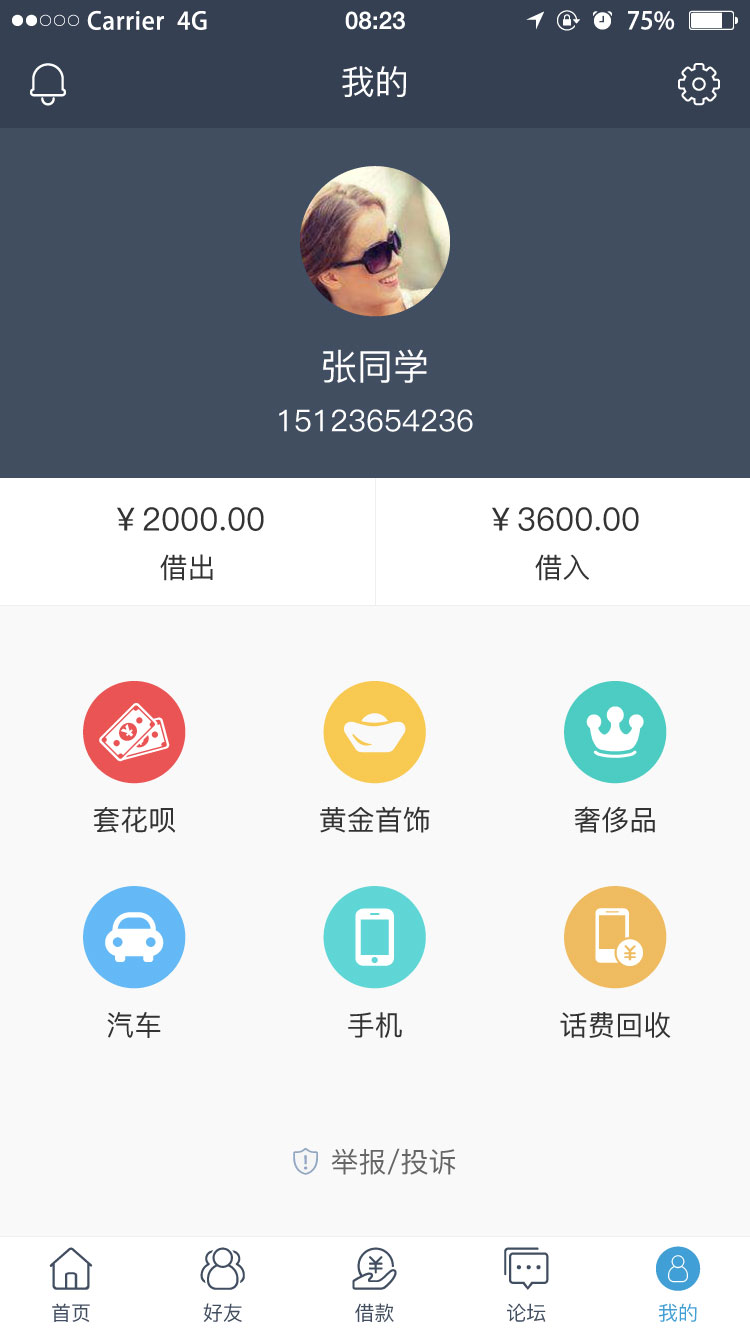 Carrier 4G 08:23 75%
我的
张同学
15123654236
¥2000.00 ¥3600.00
借出 借入
套花呗 黄金首饰 奢侈品
汽车 手机 话费回收
举报/投诉
首页 好友 借款 论坛 我的